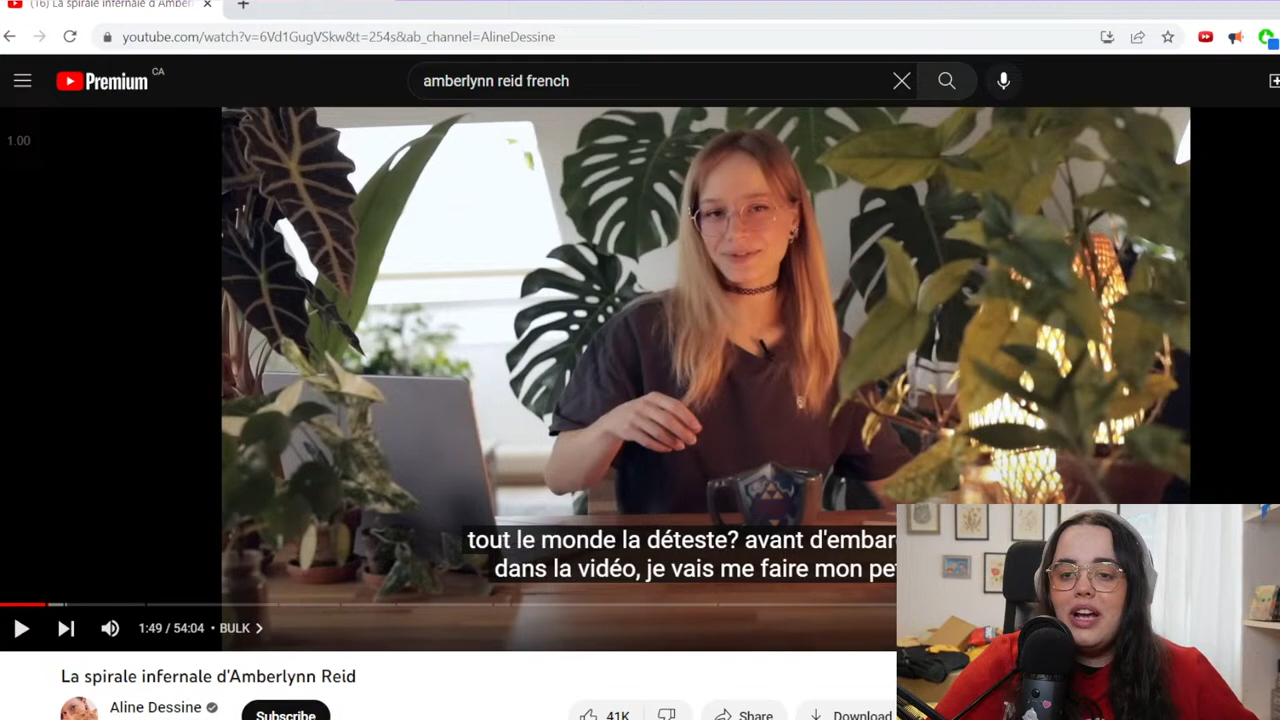 (16) La spirale infernale d'Amberl
youtube.com/watch?v=6Vd1GugVSkw&t=254s&ab_channel=AlineDessine
Premium CA
amberlynn reid french
1.00
tout le monde la déteste? avant d'embar
dans la vidéo, je vais me faire mon pe
1:49 / 54:04 • BULK >
La spirale infernale d'Amberlynn Reid
Aline Dessine
Subscribe
41K
Share
Download